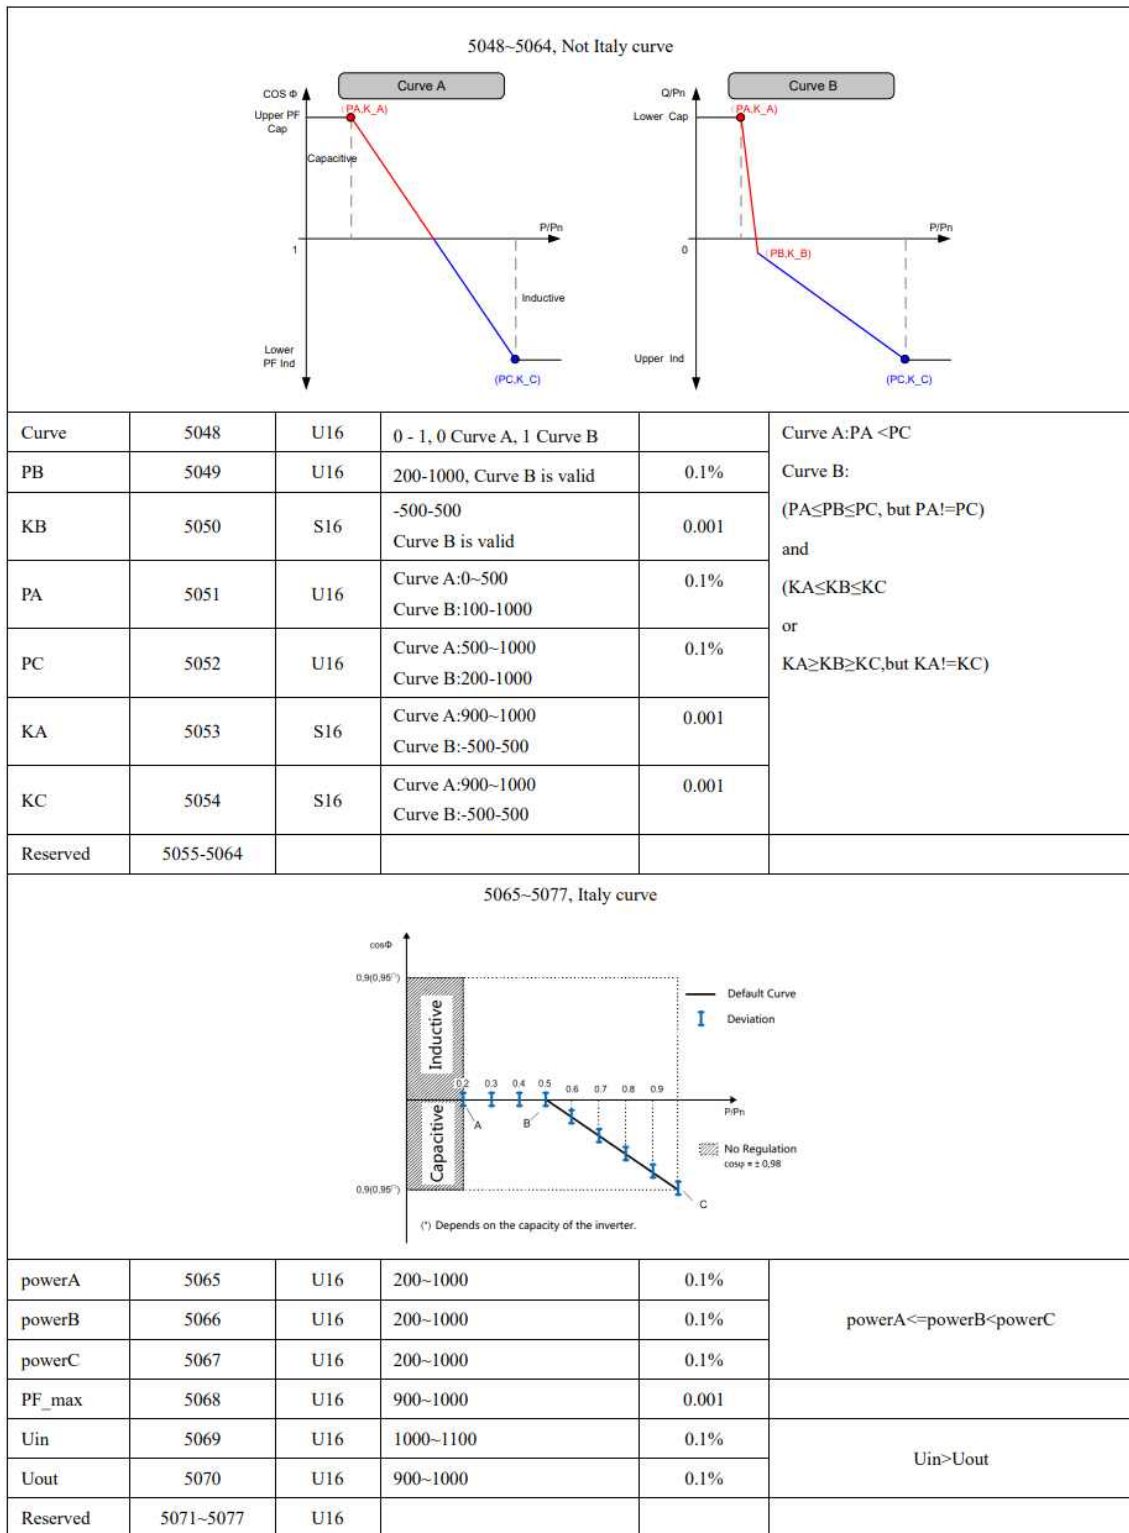 5048~5064, Not Italy curve
Curve A
COS Φ
Upper PF
Cap
(PA,K_A)
Capacitive
P/Pn
1
Inductive
Lower
PF Ind
(PC,K_C)
Curve B
Q/Pn
Lower Cap
(PA,K_A)
P/Pn
0
(PB,K_B)
Upper Ind
(PC,K_C)
Curve 5048 U16 0 - 1, 0 Curve A, 1 Curve B
PB 5049 U16 200-1000, Curve B is valid 0.1%
KB 5050 S16 -500-500
Curve B is valid 0.001
PA 5051 U16 Curve A:0~500
Curve B:100-1000 0.1%
PC 5052 U16 Curve A:500~1000
Curve B:200-1000 0.1%
KA 5053 S16 Curve A:900~1000
Curve B:-500-500 0.001
KC 5054 S16 Curve A:900~1000
Curve B:-500-500 0.001
Curve A:PA <PC
Curve B:
(PA≤PB≤PC, but PA!=PC)
and
(KA≤KB≤KC
or
KA≥KB≥KC,but KA!=KC)
Reserved 5055-5064
5065~5077, Italy curve
cosΦ
0,9(0,95(*))
Inductive
Default Curve
Deviation
0.2 0.3 0.4 0.5 0.6 0.7 0.8 0.9
P/Pn
A B
Capacitive
No Regulation
cosφ = ± 0,98
0,9(0,95(*))
C
(*) Depends on the capacity of the inverter.
powerA 5065 U16 200~1000 0.1%
powerB 5066 U16 200~1000 0.1% powerA<=powerB<powerC
powerC 5067 U16 200~1000 0.1%
PF_max 5068 U16 900~1000 0.001
Uin 5069 U16 1000~1100 0.1%
Uin>Uout
Uout 5070 U16 900~1000 0.1%
Reserved 5071~5077 U16